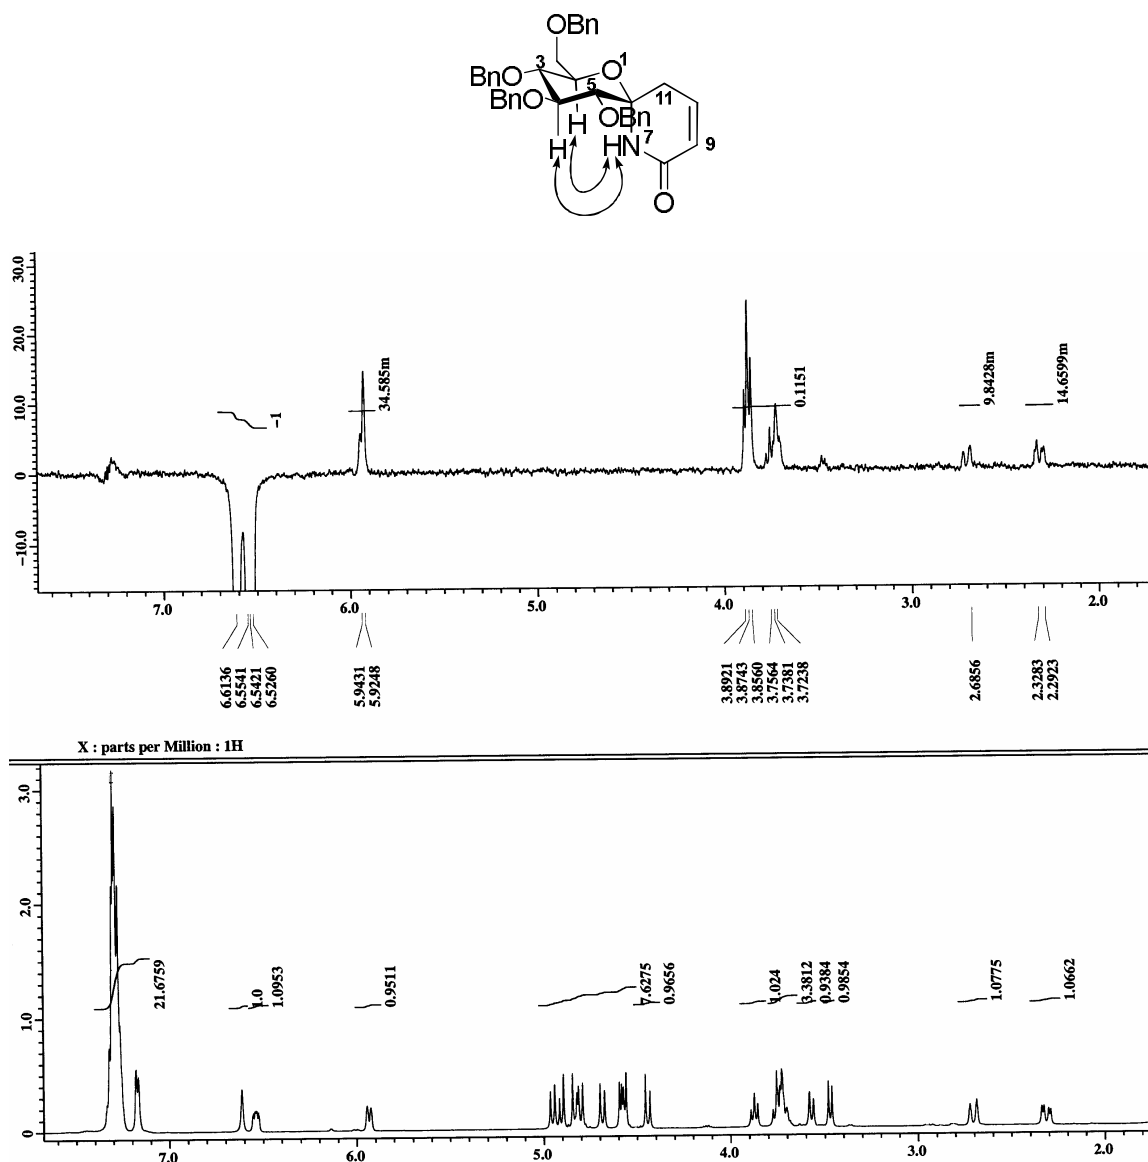 OBn
3
O
1
BnO
5
11
BnO
OBn
H
7
H
HN
9
O
30.0
20.0
10.0
0
-10.0
-1
34.585m
0.1151
9.8428m
14.6599m
7.0 6.0 5.0 4.0 3.0 2.0
6.6136
6.5541
6.5421
6.5260
5.9431
5.9248
3.8921
3.8743
3.8560
3.7564
3.7381
3.7238
2.6856
2.3283
2.2923
X : parts per Million : 1H
3.0
2.0
1.0
0
21.6759
1.0
1.0953
0.9511
7.6275
0.9656
1.024
3.3812
0.9384
0.9854
1.0775
1.0662
7.0 6.0 5.0 4.0 3.0 2.0